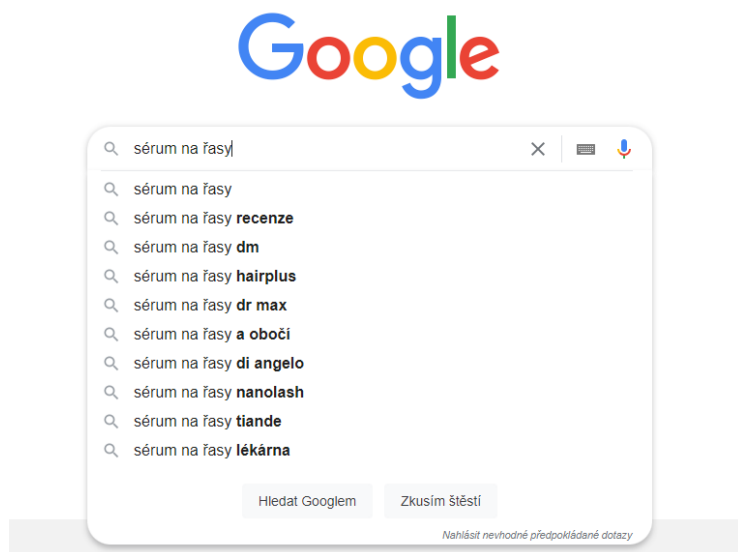 Google
sérum na řasy
sérum na řasy
sérum na řasy recenze
sérum na řasy dm
sérum na řasy hairplus
sérum na řasy dr max
sérum na řasy a obočí
sérum na řasy di angelo
sérum na řasy nanolash
sérum na řasy tiande
sérum na řasy lékárna
Hledat Googlem Zkusím štěstí
Nahlásit nevhodné předpokládané dotazy